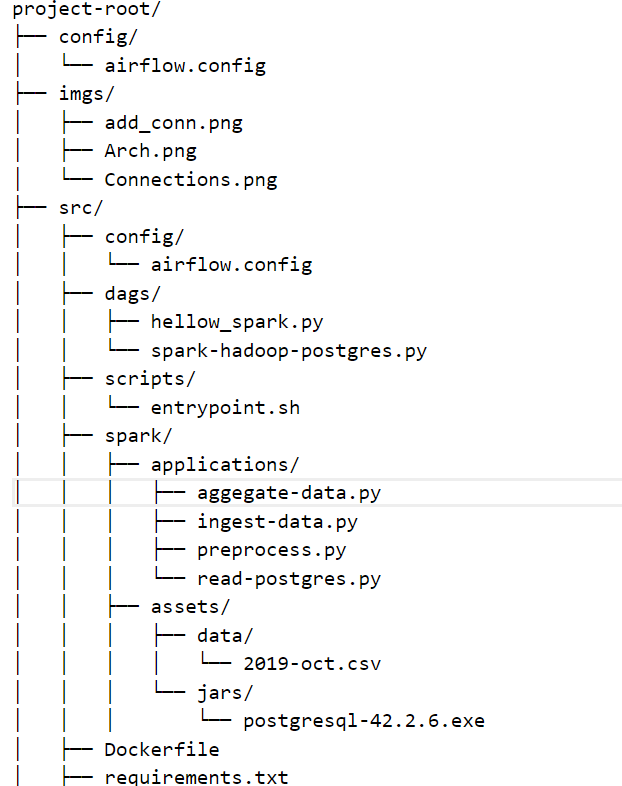 project-root/
├── config/
│   └── airflow.config
├── imgs/
│   ├── add_conn.png
│   ├── Arch.png
│   └── Connections.png
├── src/
│   ├── config/
│   │   └── airflow.config
│   ├── dags/
│   │   ├── hellow_spark.py
│   │   └── spark-hadoop-postgres.py
│   ├── scripts/
│   │   └── entrypoint.sh
│   ├── spark/
│   │   ├── applications/
│   │   │   ├── aggegate-data.py
│   │   │   ├── ingest-data.py
│   │   │   ├── preprocess.py
│   │   │   └── read-postgres.py
│   │   ├── assets/
│   │   │   ├── data/
│   │   │   │   └── 2019-oct.csv
│   │   │   └── jars/
│   │   │       └── postgresql-42.2.6.exe
│   ├── Dockerfile
│   ├── requirements.txt